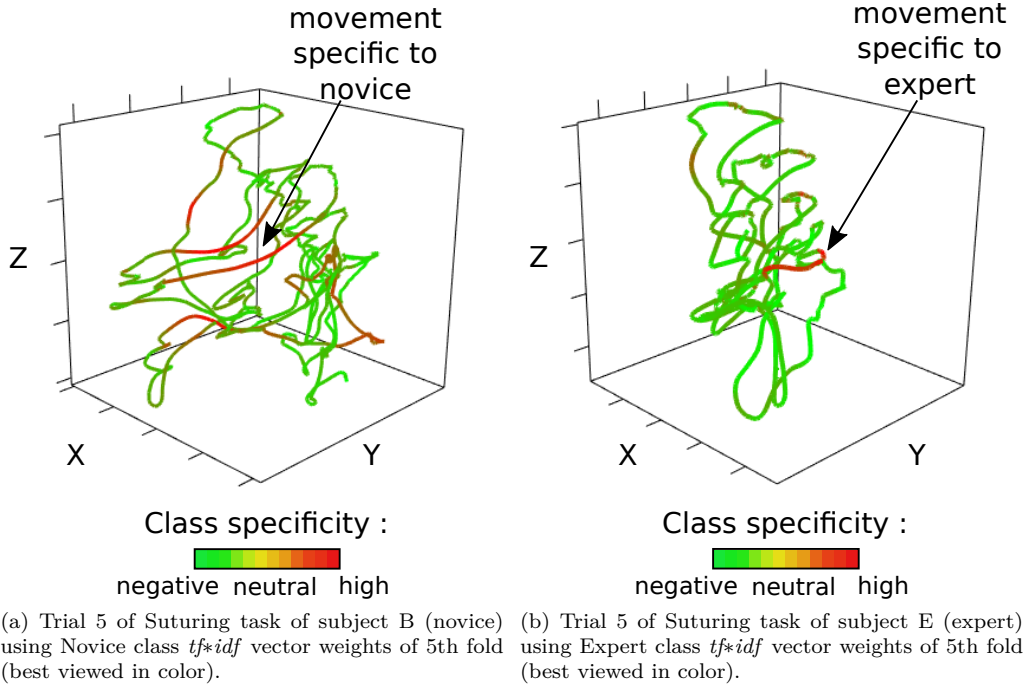 movement
specific to
novice
Z
X
Y
Class specificity :
negative neutral high
(a) Trial 5 of Suturing task of subject B (novice)
using Novice class tf∗idf vector weights of 5th fold
(best viewed in color).
movement
specific to
expert
Z
X
Y
Class specificity :
negative neutral high
(b) Trial 5 of Suturing task of subject E (expert)
using Expert class tf∗idf vector weights of 5th fold
(best viewed in color).